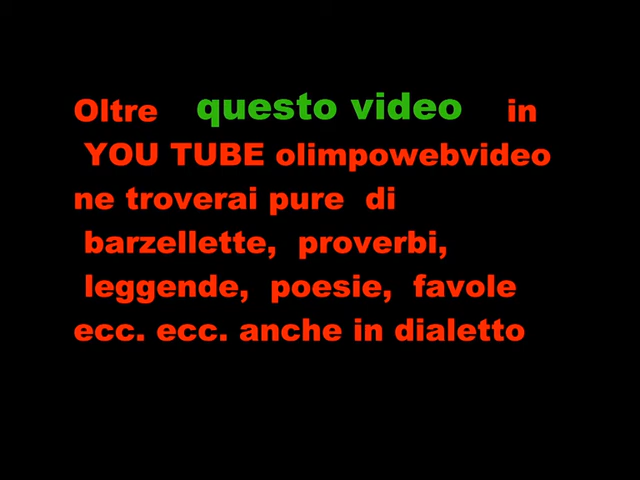 Oltre questo video in
YOU TUBE olimpowebvideo
ne troverai pure di
barzellette, proverbi,
leggende, poesie, favole
ecc. ecc. anche in dialetto